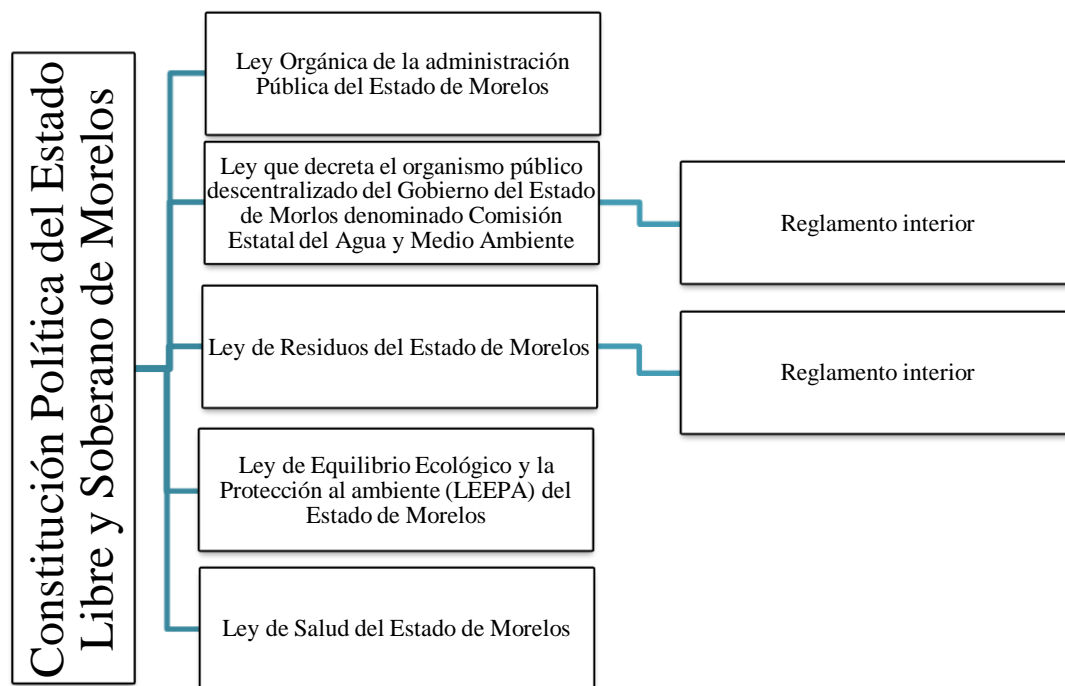 Constitución Política del Estado
Libre y Soberano de Morelos
Ley Orgánica de la administración
Pública del Estado de Morelos
Ley que decreta el organismo público
descentralizado del Gobierno del Estado
de Morlos denominado Comisión
Estatal del Agua y Medio Ambiente
Reglamento interior
Ley de Residuos del Estado de Morelos
Reglamento interior
Ley de Equilibrio Ecológico y la
Protección al ambiente (LEEPA) del
Estado de Morelos
Ley de Salud del Estado de Morelos